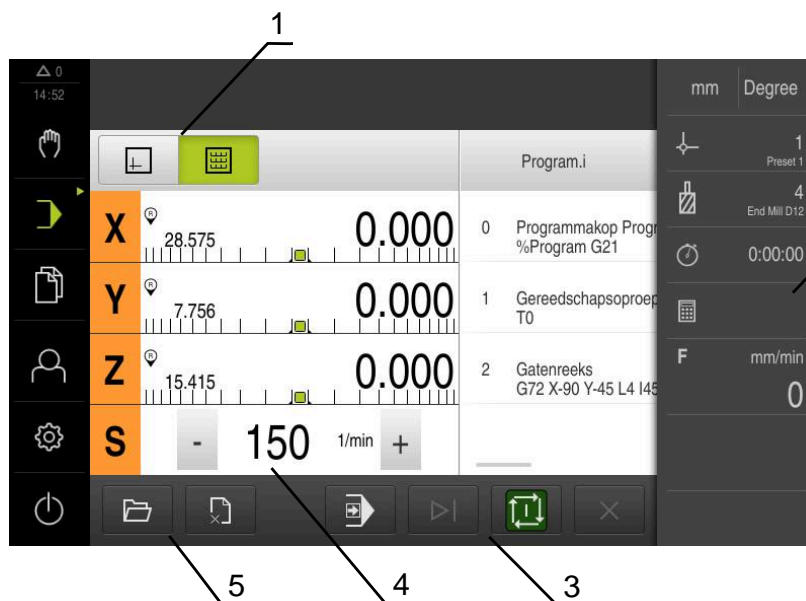 1
0
14:52
mm Degree
Program.i
1
Preset 1
4
End Mill D12
0:00:00
F mm/min
0
X R 28.575 0.000
Y R 7.756 0.000
Z R 15.415 0.000
S - 150 1/min +
0 Programmakop Progr
%Program G21
1 Gereedschapsoproep
T0
2 Gatenreeks
G72 X-90 Y-45 L4 I45
5 4 3